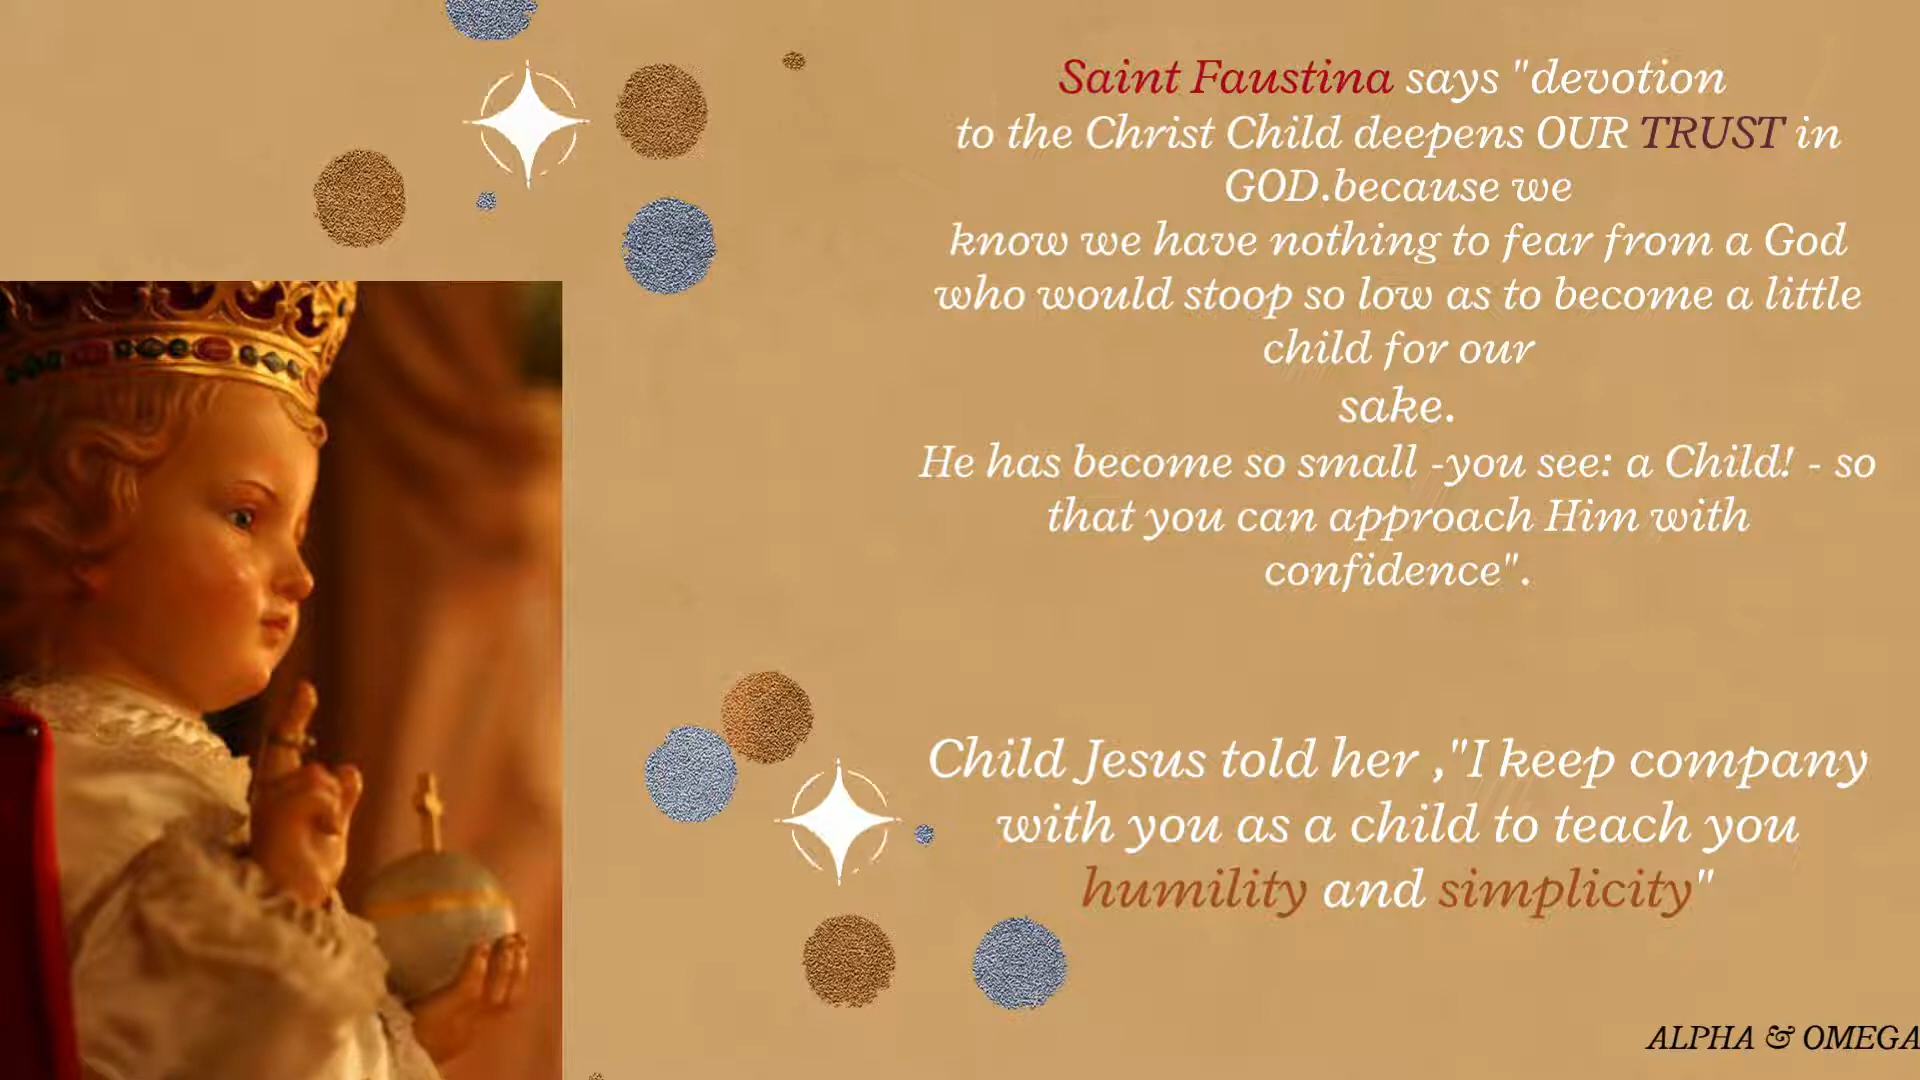 Saint Faustina says "devotion
to the Christ Child deepens OUR TRUST in
GOD.because we
know we have nothing to fear from a God
who would stoop so low as to become a little
child for our
sake.
He has become so small -you see: a Child! - so
that you can approach Him with
confidence".
Child Jesus told her ,"I keep company
with you as a child to teach you
humility and simplicity"
ALPHA & OMEGA